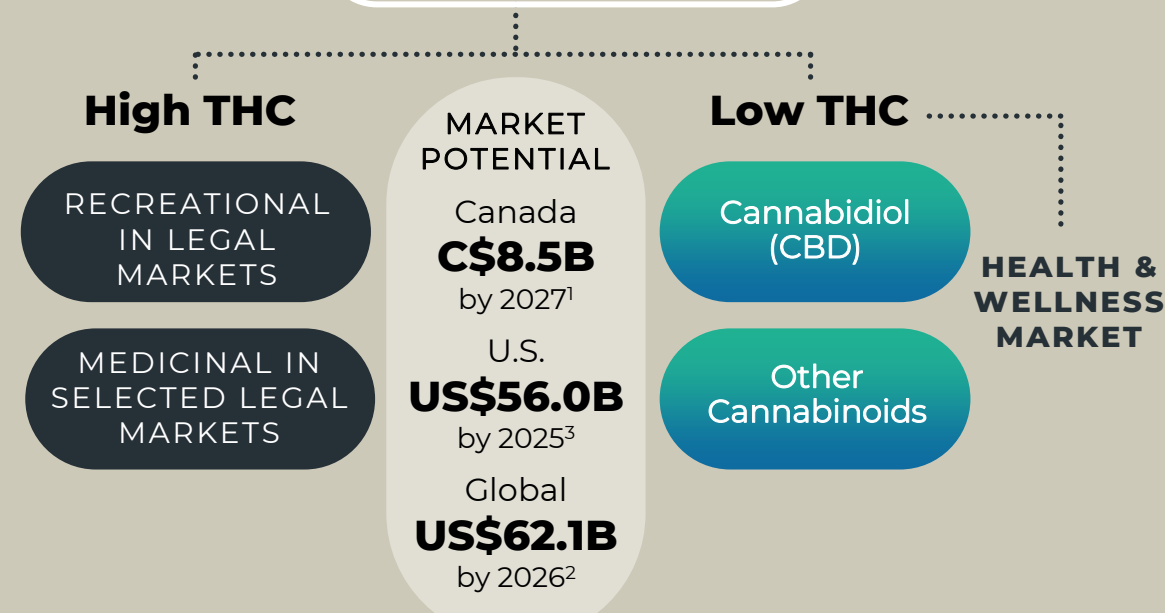 High THC
RECREATIONAL
IN LEGAL
MARKETS
MEDICINAL IN
SELECTED LEGAL
MARKETS
MARKET
POTENTIAL
Canada
C$8.5B
by 2027¹
U.S.
US$56.0B
by 2025³
Global
US$62.1B
by 2026²
Low THC
Cannabidiol
(CBD)
Other
Cannabinoids
HEALTH &
WELLNESS
MARKET